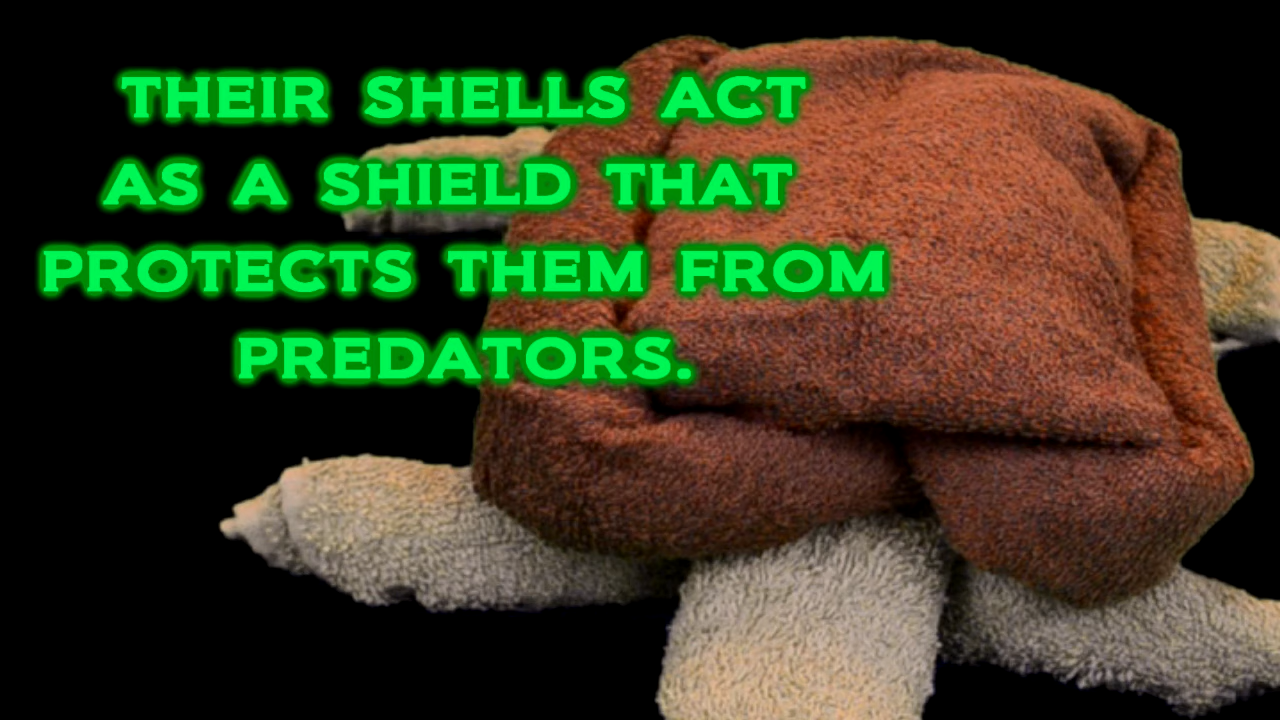 THEIR SHELLS ACT
AS A SHIELD THAT
PROTECTS THEM FROM
PREDATORS.